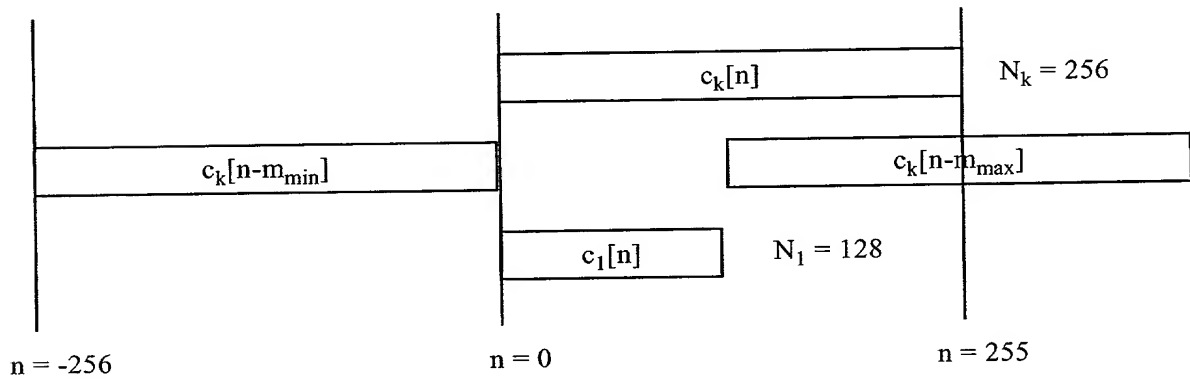 c_k[n]
N_k = 256
c_k[n-m_min]
c_k[n-m_max]
c_1[n]
N_1 = 128
n = -256
n = 0
n = 255